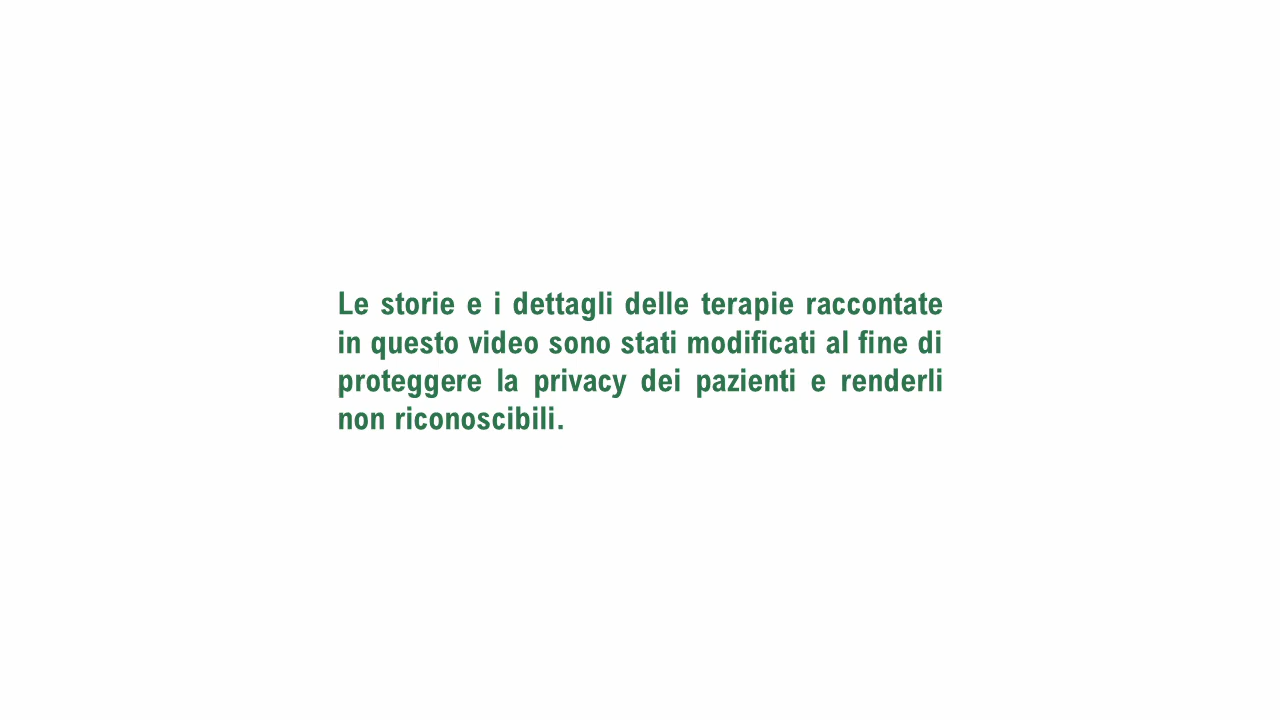 Le storie e i dettagli delle terapie raccontate
in questo video sono stati modificati al fine di
proteggere la privacy dei pazienti e renderli
non riconoscibili.